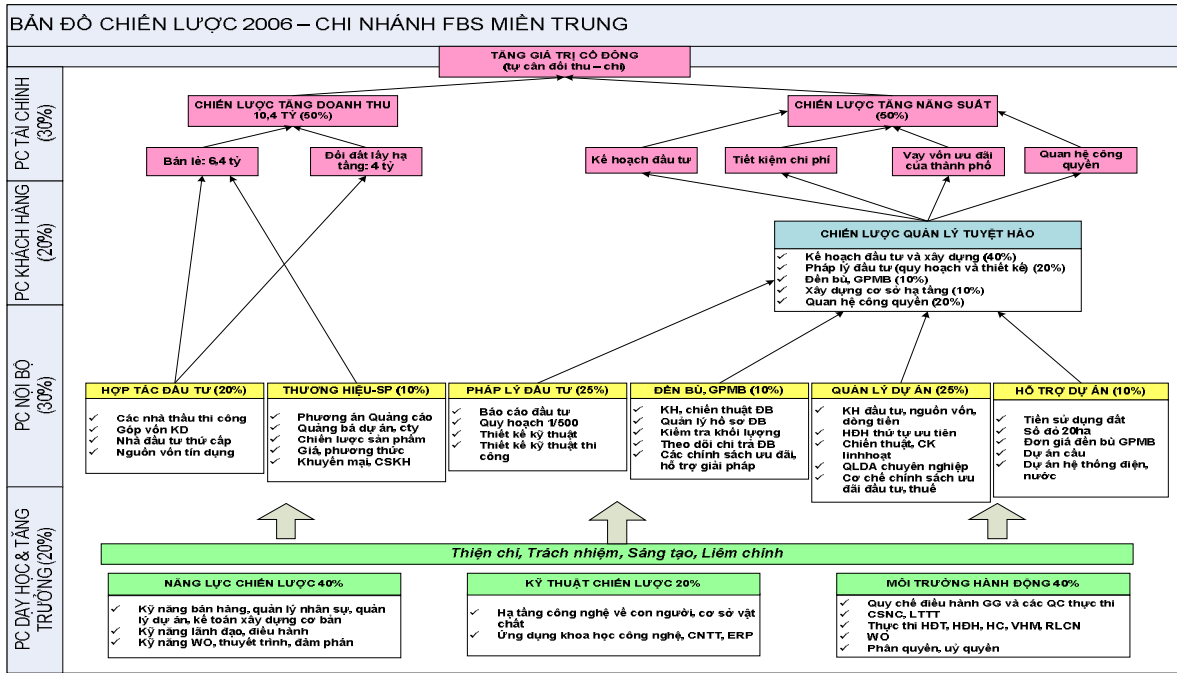 BẢN ĐỒ CHIẾN LƯỢC 2006 – CHI NHÁNH FBS MIỀN TRUNG
TĂNG GIÁ TRỊ CỔ ĐÔNG
(tự cân đối thu – chi)
PC TÀI CHÍNH
(30%)
CHIẾN LƯỢC TĂNG DOANH THU
10,4 TỶ (50%)
CHIẾN LƯỢC TĂNG NĂNG SUẤT
(50%)
Bán lẻ: 6,4 tỷ
Đổi đất lấy hạ
tầng: 4 tỷ
Kế hoạch đầu tư
Tiết kiệm chi phí
Vay vốn ưu đãi
của thành phố
Quan hệ công
quyền
PC KHÁCH HÀNG
(20%)
CHIẾN LƯỢC QUẢN LÝ TUYỆT HẢO
✓ Kế hoạch đầu tư và xây dựng (40%)
✓ Pháp lý đầu tư (quy hoạch và thiết kế) (20%)
✓ Đền bù, GPMB (10%)
✓ Xây dựng cơ sở hạ tầng (10%)
✓ Quan hệ công quyền (20%)
PC NỘI BỘ
(30%)
HỢP TÁC ĐẦU TƯ (20%)
✓ Các nhà thầu thi công
✓ Góp vốn KD
✓ Nhà đầu tư thứ cấp
✓ Nguồn vốn tín dụng
THƯƠNG HIỆU-SP (10%)
✓ Phương án Quảng cáo
✓ Quảng bá dự án, cty
✓ Chiến lược sản phẩm
✓ Giá, phương thức
✓ Khuyến mại, CSKH
PHÁP LÝ ĐẦU TƯ (25%)
✓ Báo cáo đầu tư
✓ Quy hoạch 1/500
✓ Thiết kế kỹ thuật
✓ Thiết kế kỹ thuật thi
công
ĐỀN BÙ, GPMB (10%)
✓ KH, chiến thuật ĐB
✓ Quản lý hồ sơ ĐB
✓ Kiểm tra khối lượng
✓ Theo dõi chi trả ĐB
✓ Các chính sách ưu đãi,
hỗ trợ giải pháp
QUẢN LÝ DỰ ÁN (25%)
✓ KH đầu tư, nguồn vốn,
dòng tiền
✓ HĐH thứ tự ưu tiên
✓ Chiến thuật, CK
linhhoạt
✓ QLDA chuyên nghiệp
✓ Cơ chế chính sách ưu
đãi đầu tư, thuế
HỖ TRỢ DỰ ÁN (10%)
✓ Tiền sử dụng đất
✓ Sổ đỏ 20ha
✓ Đơn giá đền bù GPMB
✓ Dự án cầu
✓ Dự án hệ thống điện,
nước
PC DẠY HỌC & TĂNG
TRƯỞNG (20%)
Thiện chí, Trách nhiệm, Sáng tạo, Liêm chính
NĂNG LỰC CHIẾN LƯỢC 40%
✓ Kỹ năng bán hàng, quản lý nhân sự, quản
lý dự án, kế toán xây dựng cơ bản
✓ Kỹ năng lãnh đạo, điều hành
✓ Kỹ năng WO, thuyết trình, đàm phán
KỸ THUẬT CHIẾN LƯỢC 20%
✓ Hạ tầng công nghệ về con người, cơ sở vật
chất
✓ Ứng dụng khoa học công nghệ, CNTT, ERP
MÔI TRƯỜNG HÀNH ĐỘNG 40%
✓ Quy chế điều hành GG và các QC thực thi
✓ CSNC, LTTT
✓ Thực thi HĐT, HĐH, HC, VHM, RLCN
✓ WO
✓ Phân quyền, uỷ quyền